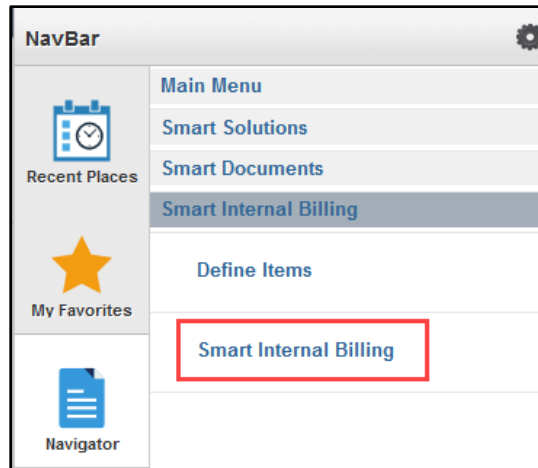 NavBar
Main Menu
Smart Solutions
Recent Places
Smart Documents
Smart Internal Billing
Define Items
My Favorites
Smart Internal Billing
Navigator